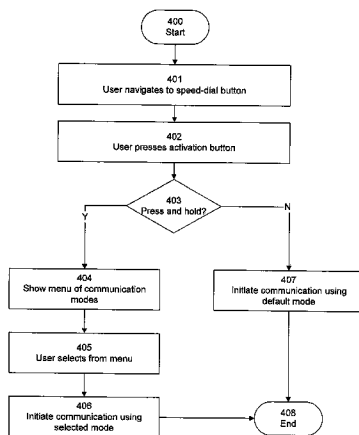 400
Start
401
User navigates to speed-dial button
402
User presses activation button
403
Press and hold?
Y
N
404
Show menu of communication
modes
407
Initiate communication using
default mode
405
User selects from menu
406
Initiate communication using
selected mode
408
End